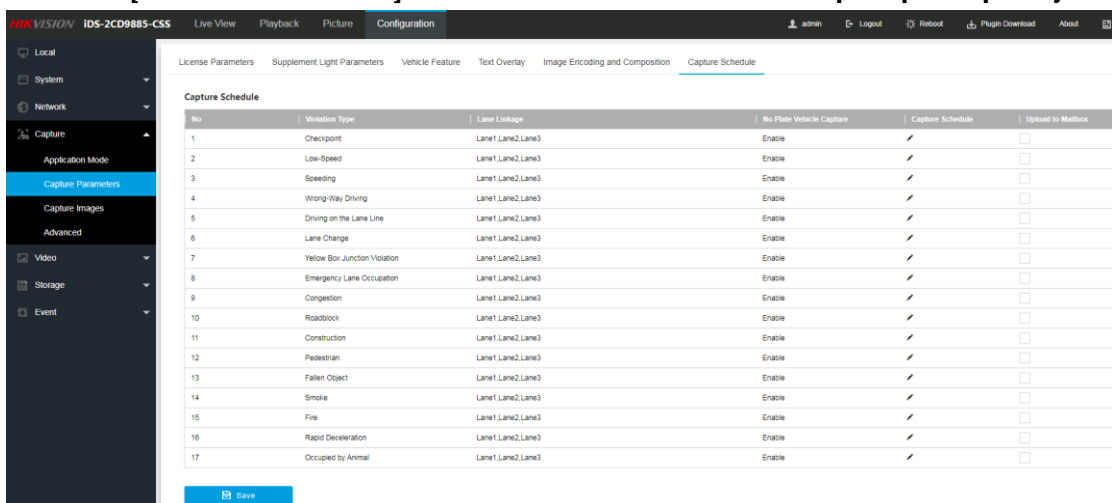 HIKVISION iDS-2CD9885-CSS Live View Playback Picture Configuration admin Logout Reboot Plugin Download About
Local
System
Network
Capture
Application Mode
Capture Parameters
Capture Images
Advanced
Video
Storage
Event
License Parameters Supplement Light Parameters Vehicle Feature Text Overlay Image Encoding and Composition Capture Schedule
Capture Schedule
No Violation Type Lane Linkage No Plate Vehicle Capture Capture Schedule Upload to Mailbox
1 Checkpoint Lane1,Lane2,Lane3 Enable
2 Low-Speed Lane1,Lane2,Lane3 Enable
3 Speeding Lane1,Lane2,Lane3 Enable
4 Wrong-Way Driving Lane1,Lane2,Lane3 Enable
5 Driving on the Lane Line Lane1,Lane2,Lane3 Enable
6 Lane Change Lane1,Lane2,Lane3 Enable
7 Yellow Box Junction Violation Lane1,Lane2,Lane3 Enable
8 Emergency Lane Occupation Lane1,Lane2,Lane3 Enable
9 Congestion Lane1,Lane2,Lane3 Enable
10 Roadblock Lane1,Lane2,Lane3 Enable
11 Construction Lane1,Lane2,Lane3 Enable
12 Pedestrian Lane1,Lane2,Lane3 Enable
13 Fallen Object Lane1,Lane2,Lane3 Enable
14 Smoke Lane1,Lane2,Lane3 Enable
15 Fire Lane1,Lane2,Lane3 Enable
16 Rapid Deceleration Lane1,Lane2,Lane3 Enable
17 Occupied by Animal Lane1,Lane2,Lane3 Enable
Save